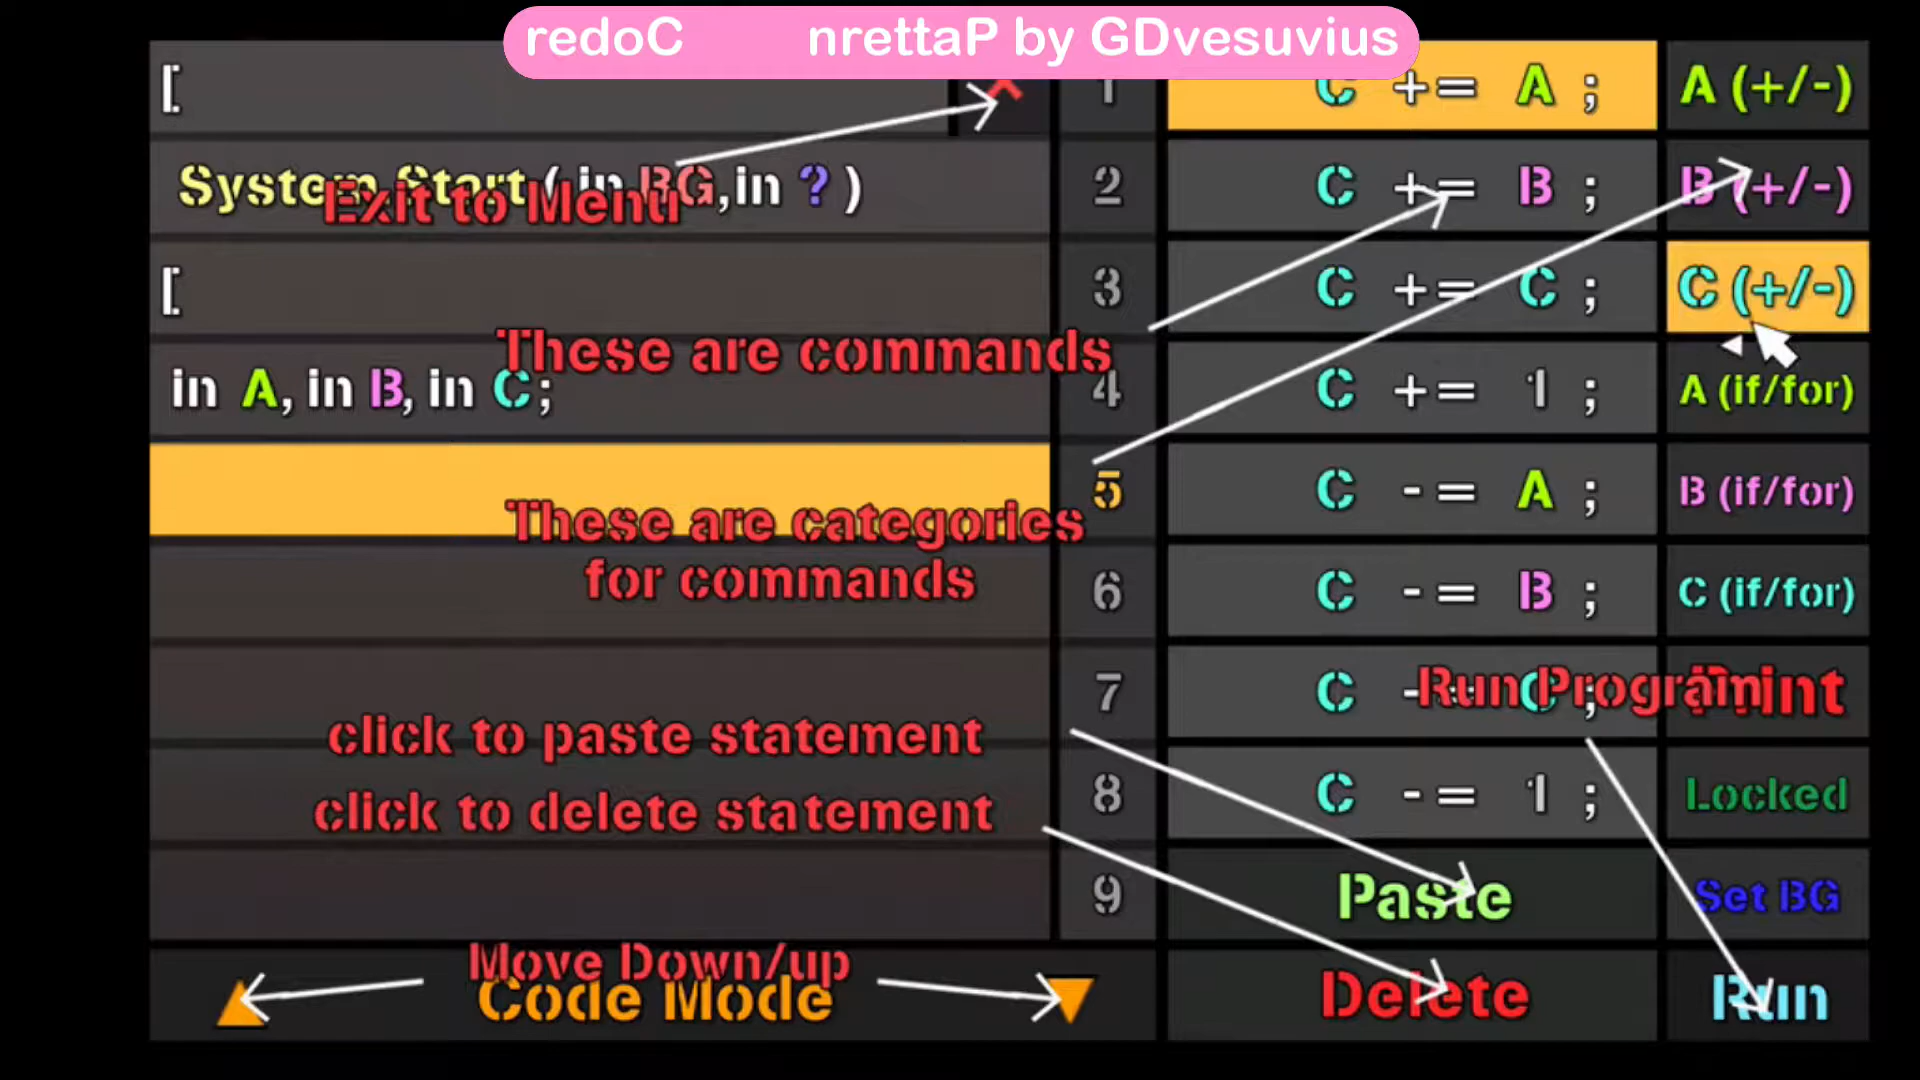 redoC nrettaP by GDvesuvius
[
System Start ( in BG,in ? )
Exit to Menu
[
These are commands
in A, in B, in C;
These are categories
for commands
click to paste statement
click to delete statement
Move Down/up
Code Mode
1
2
3
4
5
6
7
8
9
C += A ;
C += B ;
C += C ;
C += 1 ;
C -= A ;
C -= B ;
C -= C ;
C -= 1 ;
Paste
Delete
A (+/-)
B (+/-)
C (+/-)
A (if/for)
B (if/for)
C (if/for)
Run Program
Print
Locked
Set BG
Run